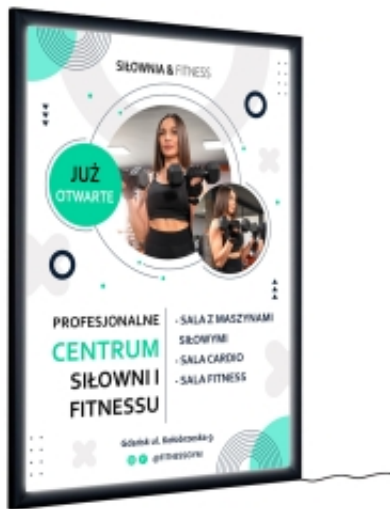 SIŁOWNIA & FITNESS
JUŻ
OTWARTE
PROFESJONALNE
CENTRUM
SIŁOWNI I
FITNESSU
- SALA Z MASZYNAMI
SIŁOWYMI
- SALA CARDIO
- SALA FITNESS
Gdańsk ul.